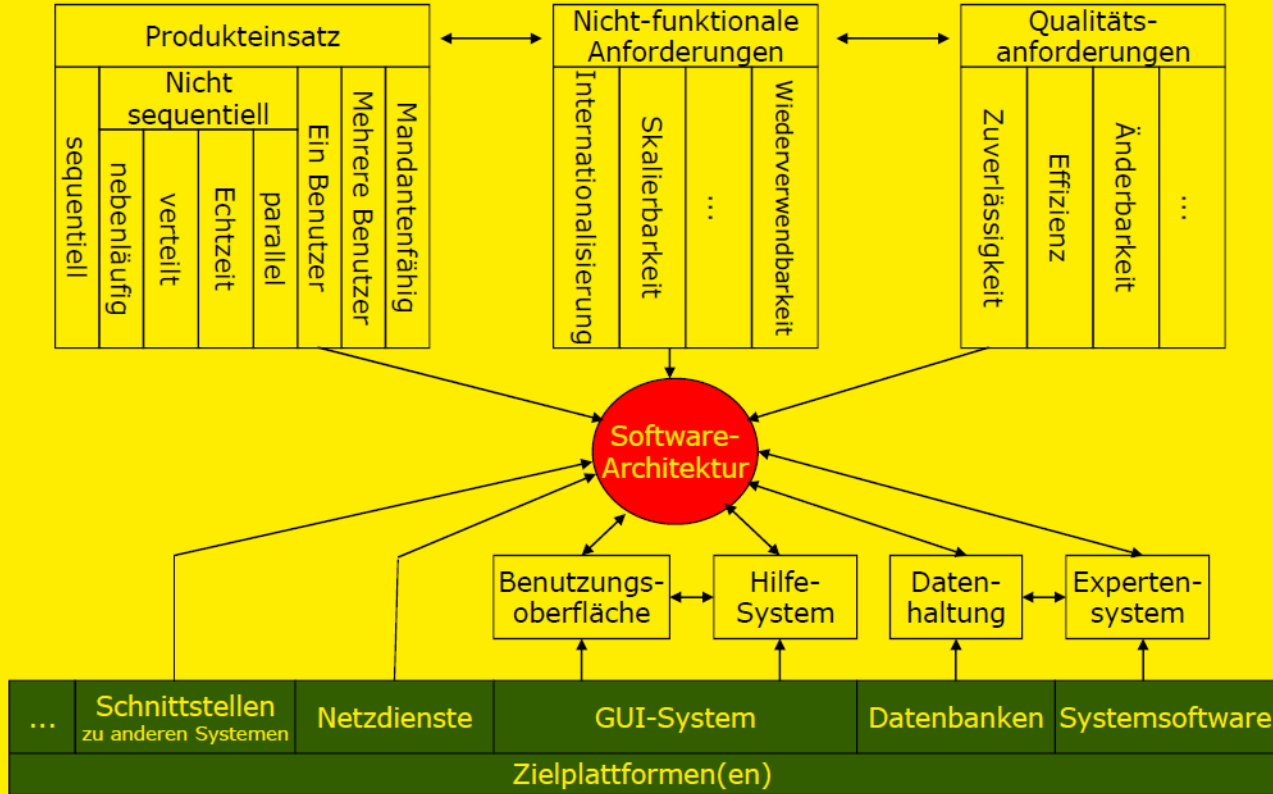 Produkteinsatz
Nicht
sequentiell
sequentiell
nebenläufig
verteilt
Echtzeit
parallel
Ein Benutzer
Mehrere Benutzer
Mandantenfähig
Nicht-funktionale
Anforderungen
Internationalisierung
Skalierbarkeit
...
Wiederverwendbarkeit
Qualitäts-
anforderungen
Zuverlässigkeit
Effizienz
Änderbarkeit
...
Software-
Architektur
Benutzungs-
oberfläche
Hilfe-
System
Daten-
haltung
Experten-
system
...
Schnittstellen
zu anderen Systemen
Netzdienste
GUI-System
Datenbanken
Systemsoftware
Zielplattformen(en)